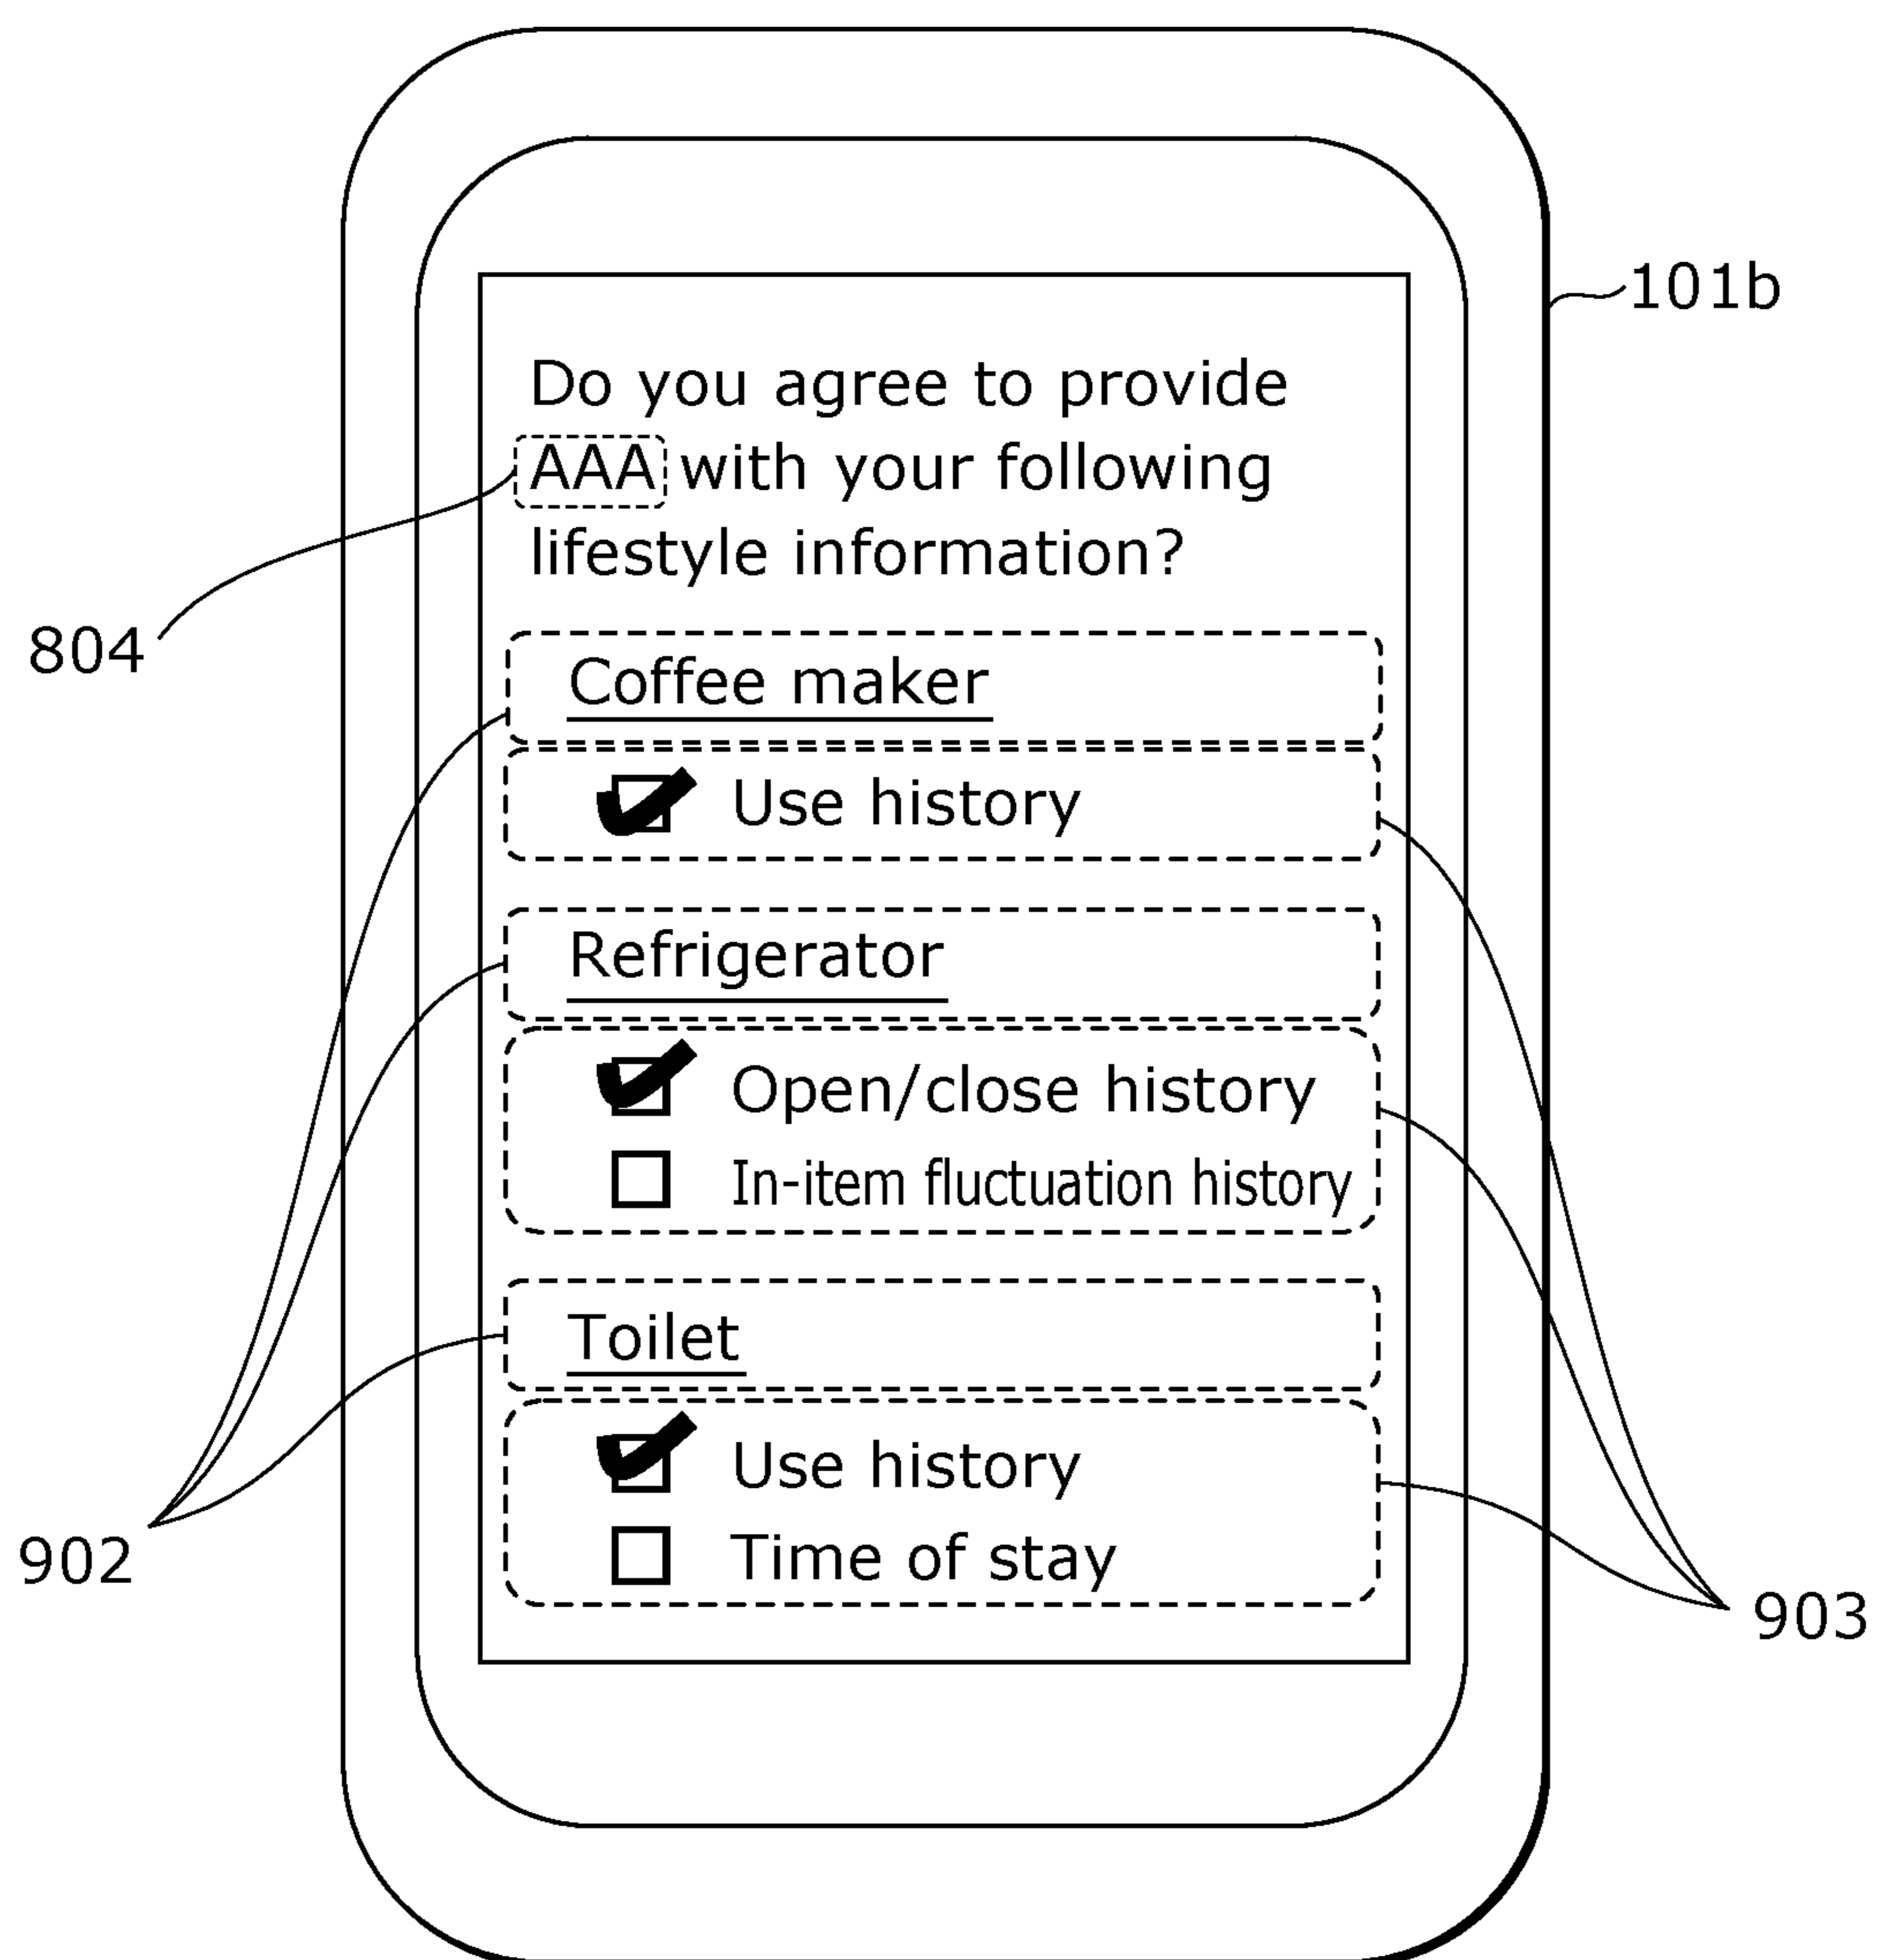 101b
Do you agree to provide
AAA with your following
lifestyle information?
804
Coffee maker
Use history
Refrigerator
Open/close history
In-item fluctuation history
Toilet
Use history
Time of stay
902
903